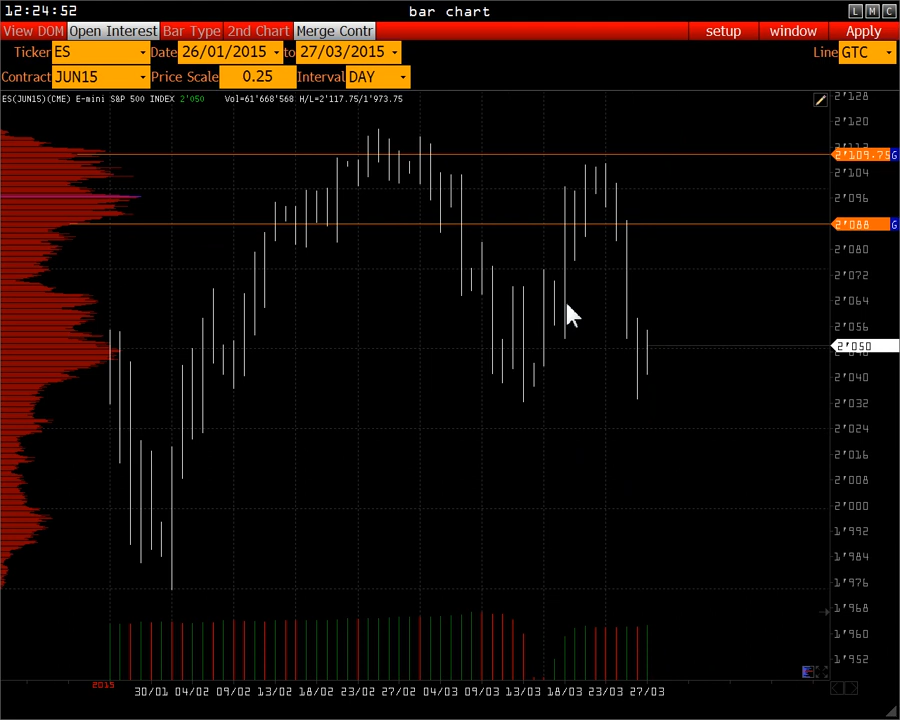 12:24:52 bar chart L M C
View DOM Open Interest Bar Type 2nd Chart Merge Contr setup window Apply
Ticker ES Date 26/01/2015 to 27/03/2015 Line GTC
Contract JUN15 Price Scale 0.25 Interval DAY
ES(JUN15)(CME) E-mini S&P 500 INDEX 2'050 Vol=61'668'568 H/L=2'117.75/1'973.75
2'128
2'120
2'109.75 G
2'104
2'096
2'088 G
2'080
2'072
2'064
2'056
2'050
2'040
2'032
2'024
2'016
2'008
2'000
1'992
1'984
1'976
1'968
1'960
1'952
2015
30/01 04/02 09/02 13/02 18/02 23/02 27/02 04/03 09/03 13/03 18/03 23/03 27/03